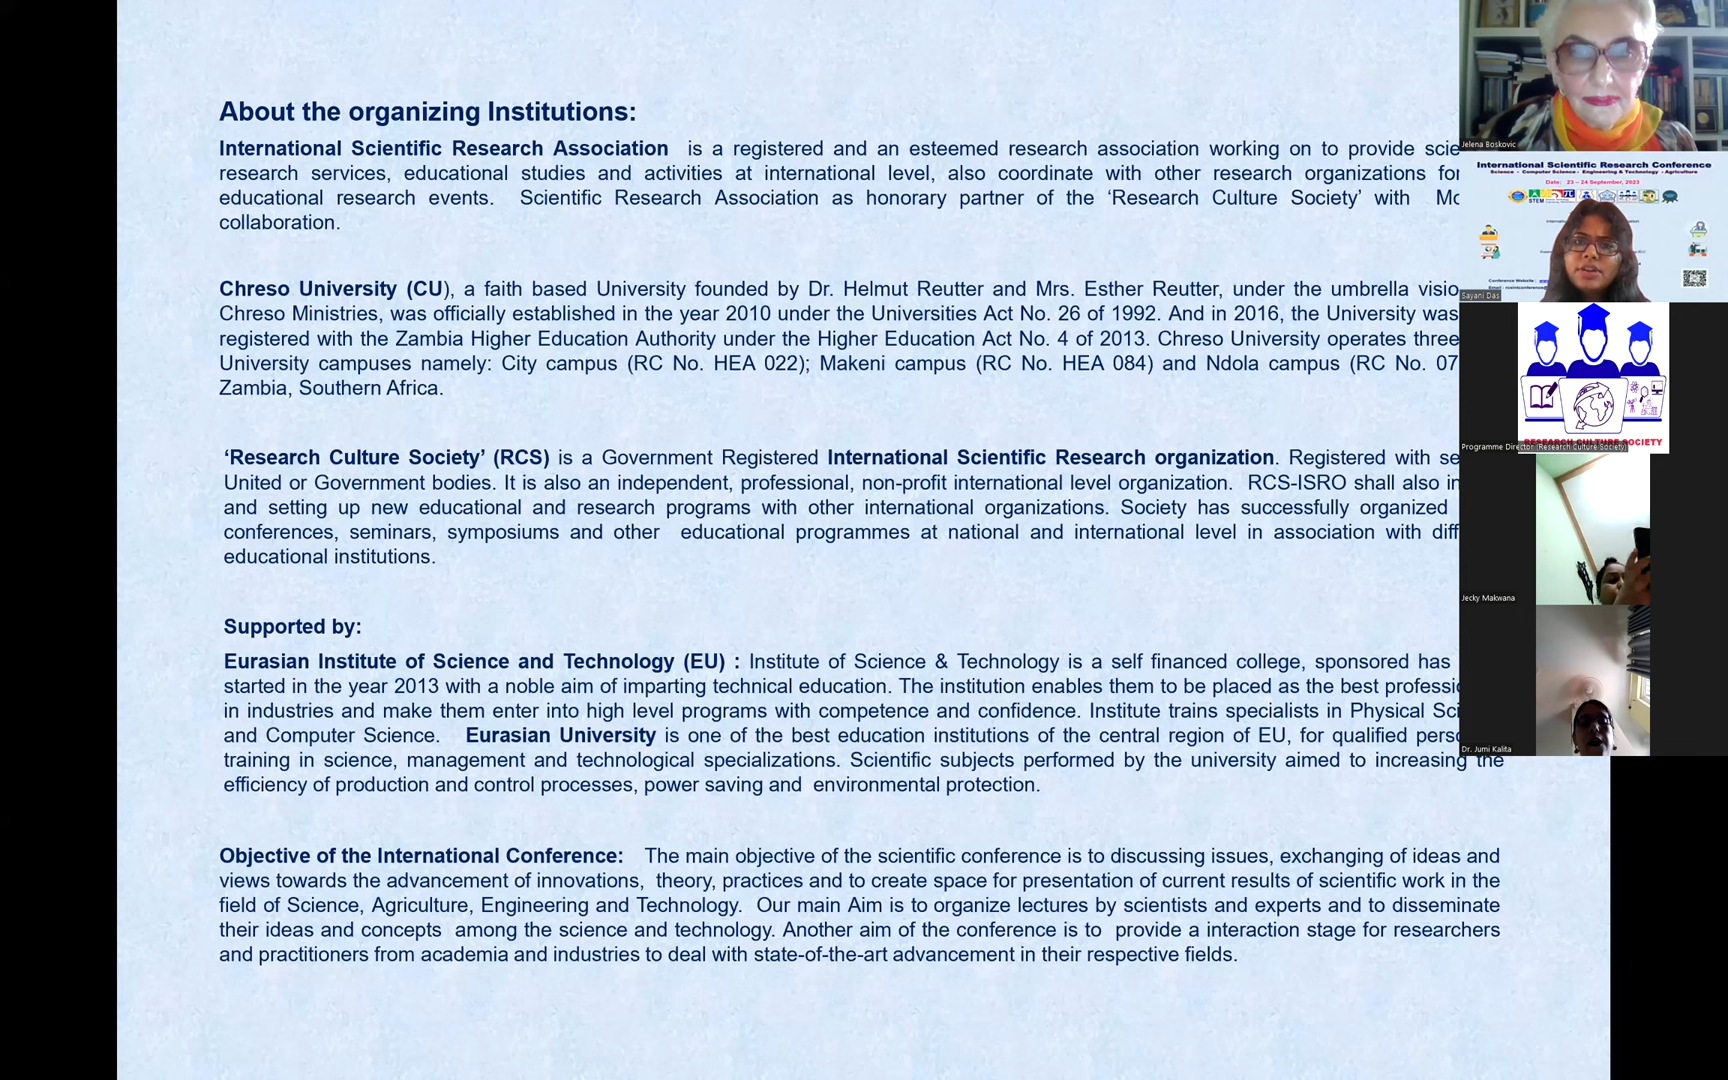 About the organizing Institutions:
International Scientific Research Association is a registered and an esteemed research association working on to provide
research services, educational studies and activities at international level, also coordinate with other research organizations for
educational research events. Scientific Research Association as honorary partner of the ‘Research Culture Society’ with
collaboration.
Chreso University (CU), a faith based University founded by Dr. Helmut Reutter and Mrs. Esther Reutter, under the umbrella
Chreso Ministries, was officially established in the year 2010 under the Universities Act No. 26 of 1992. And in 2016, the University was
registered with the Zambia Higher Education Authority under the Higher Education Act No. 4 of 2013. Chreso University operates three
University campuses namely: City campus (RC No. HEA 022); Makeni campus (RC No. HEA 084) and Ndola campus (RC No. 07
Zambia, Southern Africa.
‘Research Culture Society’ (RCS) is a Government Registered International Scientific Research organization. Registered with
United or Government bodies. It is also an independent, professional, non-profit international level organization. RCS-ISRO shall also
and setting up new educational and research programs with other international organizations. Society has successfully organized
conferences, seminars, symposiums and other educational programmes at national and international level in association with
educational institutions.
Supported by:
Eurasian Institute of Science and Technology (EU) : Institute of Science & Technology is a self financed college, sponsored has
started in the year 2013 with a noble aim of imparting technical education. The institution enables them to be placed as the best
in industries and make them enter into high level programs with competence and confidence. Institute trains specialists in Physical
and Computer Science. Eurasian University is one of the best education institutions of the central region of EU, for qualified
training in science, management and technological specializations. Scientific subjects performed by the university aimed to increasing the
efficiency of production and control processes, power saving and environmental protection.
Objective of the International Conference: The main objective of the scientific conference is to discussing issues, exchanging of ideas and
views towards the advancement of innovations, theory, practices and to create space for presentation of current results of scientific work in the
field of Science, Agriculture, Engineering and Technology. Our main Aim is to organize lectures by scientists and experts and to disseminate
their ideas and concepts among the science and technology. Another aim of the conference is to provide a interaction stage for researchers
and practitioners from academia and industries to deal with state-of-the-art advancement in their respective fields.
Jelena Boskovic
International Scientific Research Conference
Science - Computer Science - Engineering & Technology - Agriculture
Date: 23 – 24 September, 2023
STEM
Conference Website :
Sayani Das
RESEARCH CULTURE SOCIETY
Programme Director (Research Culture Society)
Jecky Makwana
Dr. Jumi Kalita